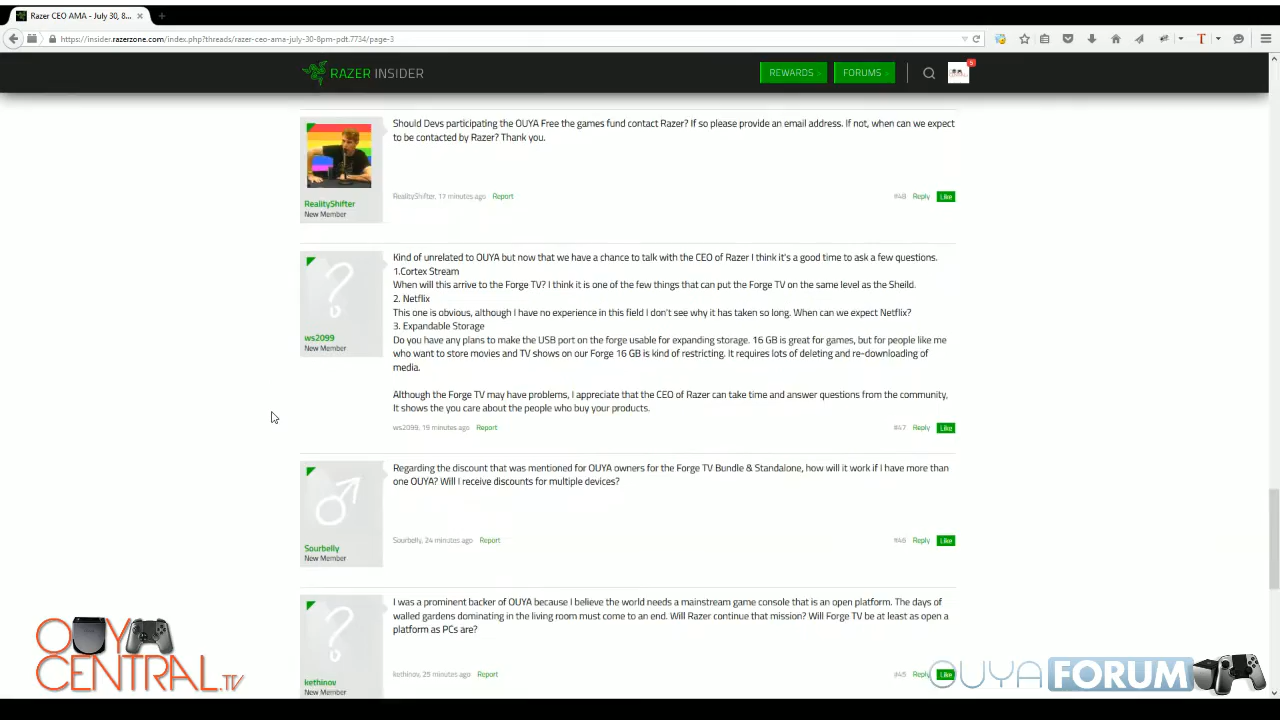 Razer CEO AMA - July 30, 8...
https://insider.razerzone.com/index.php?threads/razer-ceo-ama-july-30-8pm-pdt.7734/page-3
RAZER INSIDER
REWARDS
FORUMS
Should Devs participating the OUYA Free the games fund contact Razer? If so please provide an email address. If not, when can we expect
to be contacted by Razer? Thank you.
RealityShifter
New Member
RealityShifter, 17 minutes ago Report
#48 Reply Like
Kind of unrelated to OUYA but now that we have a chance to talk with the CEO of Razer I think it's a good time to ask a few questions.
1.Cortex Stream
When will this arrive to the Forge TV? I think it is one of the few things that can put the Forge TV on the same level as the Sheild.
2. Netflix
This one is obvious, although I have no experience in this field I don't see why it has taken so long. When can we expect Netflix?
3. Expandable Storage
Do you have any plans to make the USB port on the forge usable for expanding storage. 16 GB is great for games, but for people like me
who want to store movies and TV shows on our Forge 16 GB is kind of restricting. It requires lots of deleting and re-downloading of
media.
Although the Forge TV may have problems, I appreciate that the CEO of Razer can take time and answer questions from the community,
It shows the you care about the people who buy your products.
ws2099
New Member
ws2099, 19 minutes ago Report
#47 Reply Like
Regarding the discount that was mentioned for OUYA owners for the Forge TV Bundle & Standalone, how will it work if I have more than
one OUYA? Will I receive discounts for multiple devices?
Sourbelly
New Member
Sourbelly, 24 minutes ago Report
#46 Reply Like
I was a prominent backer of OUYA because I believe the world needs a mainstream game console that is an open platform. The days of
walled gardens dominating in the living room must come to an end. Will Razer continue that mission? Will Forge TV be at least as open a
platform as PCs are?
kethinov
New Member
kethinov, 25 minutes ago Report
#45 Reply Like
OUYA
CENTRAL.TV
OUYA FORUM